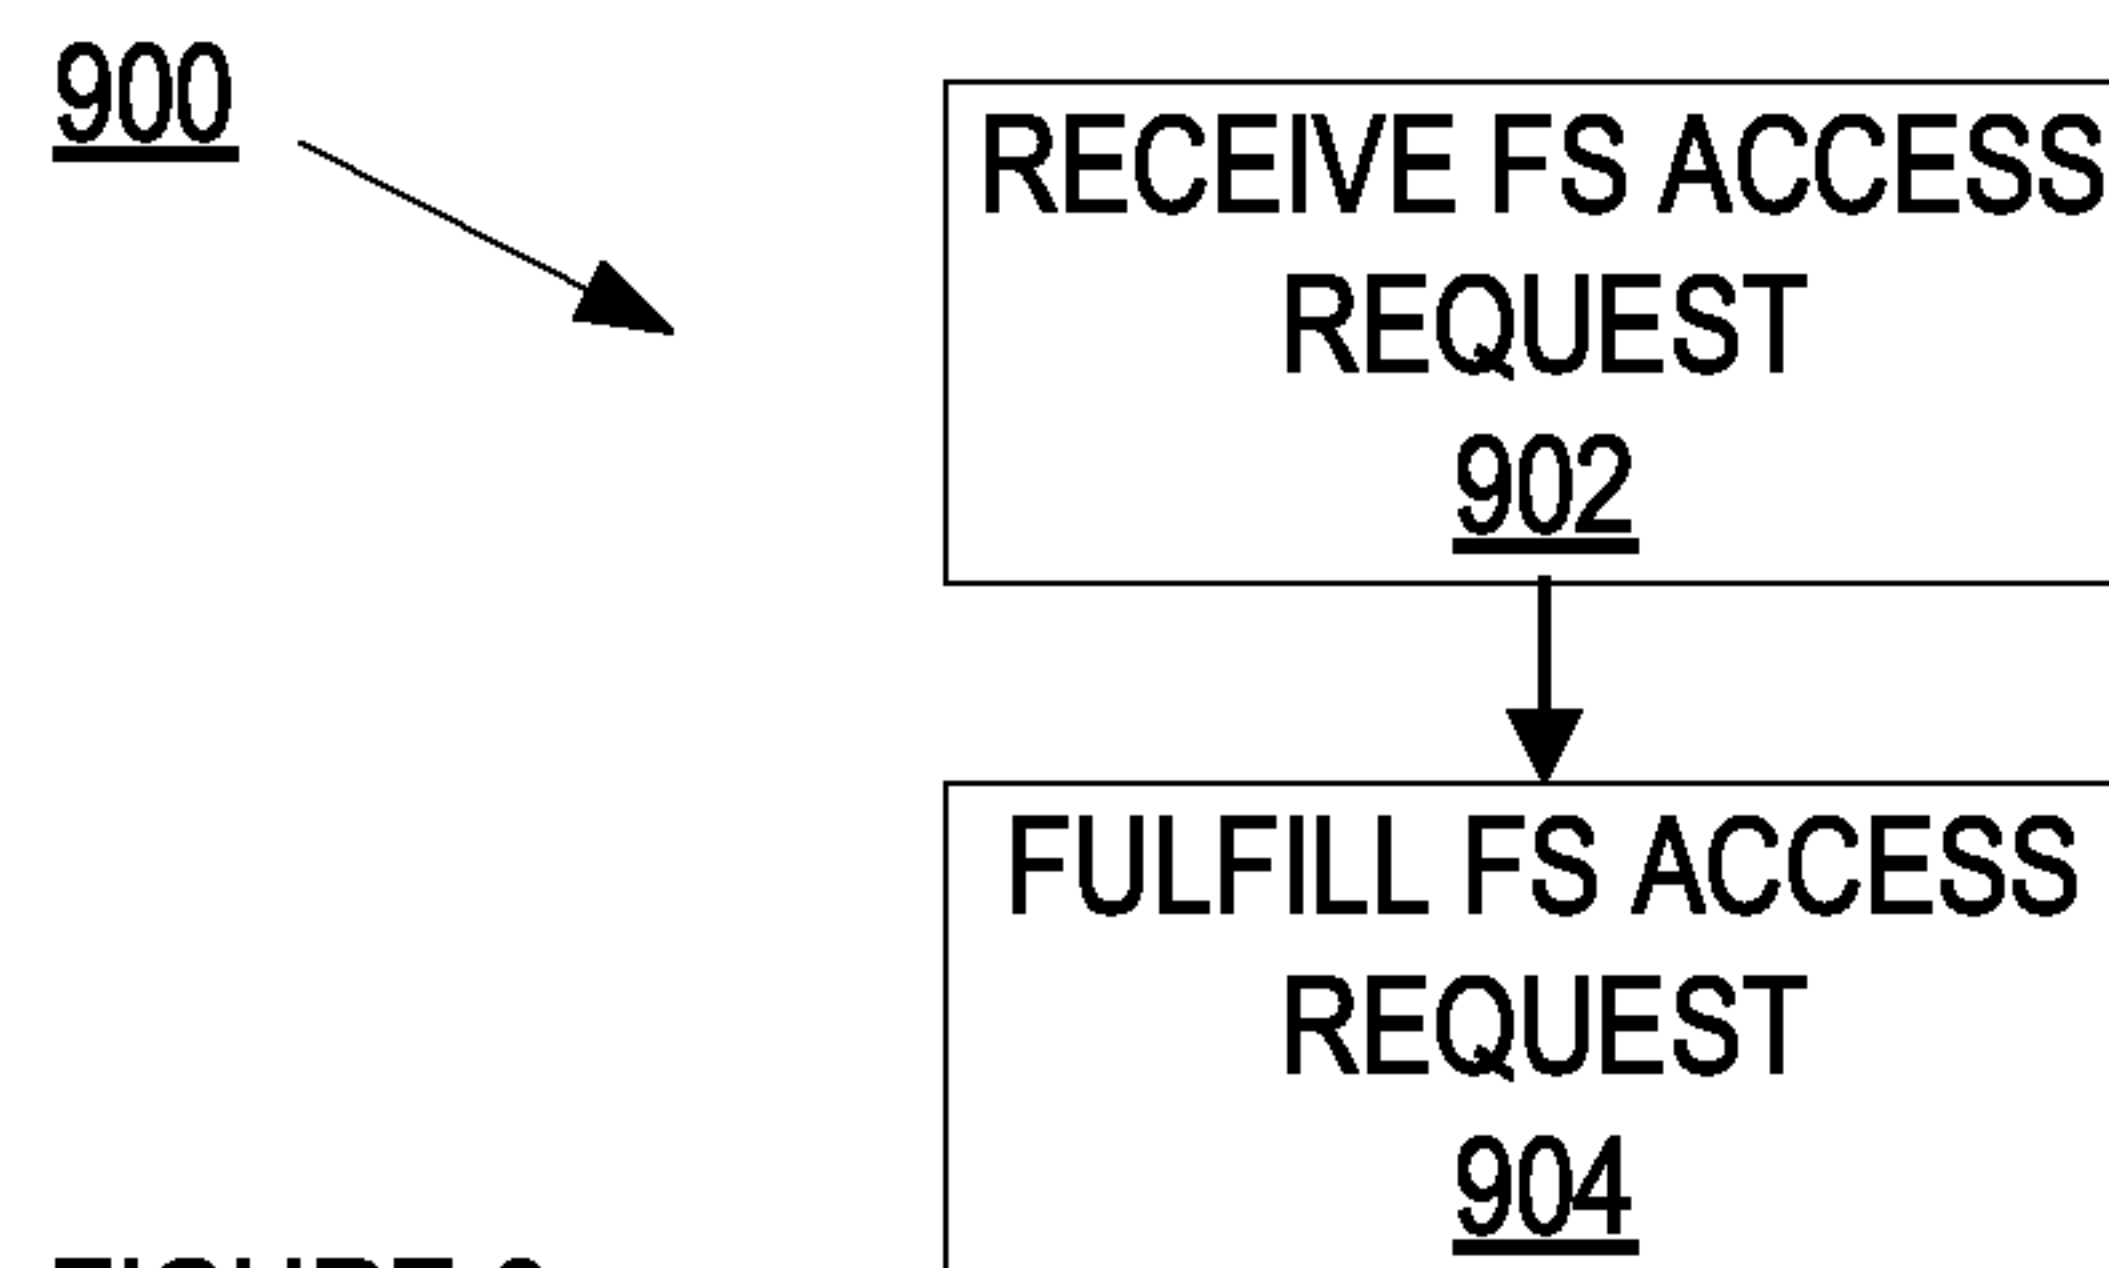 900
RECEIVE FS ACCESS
REQUEST
902
FULFILL FS ACCESS
REQUEST
904